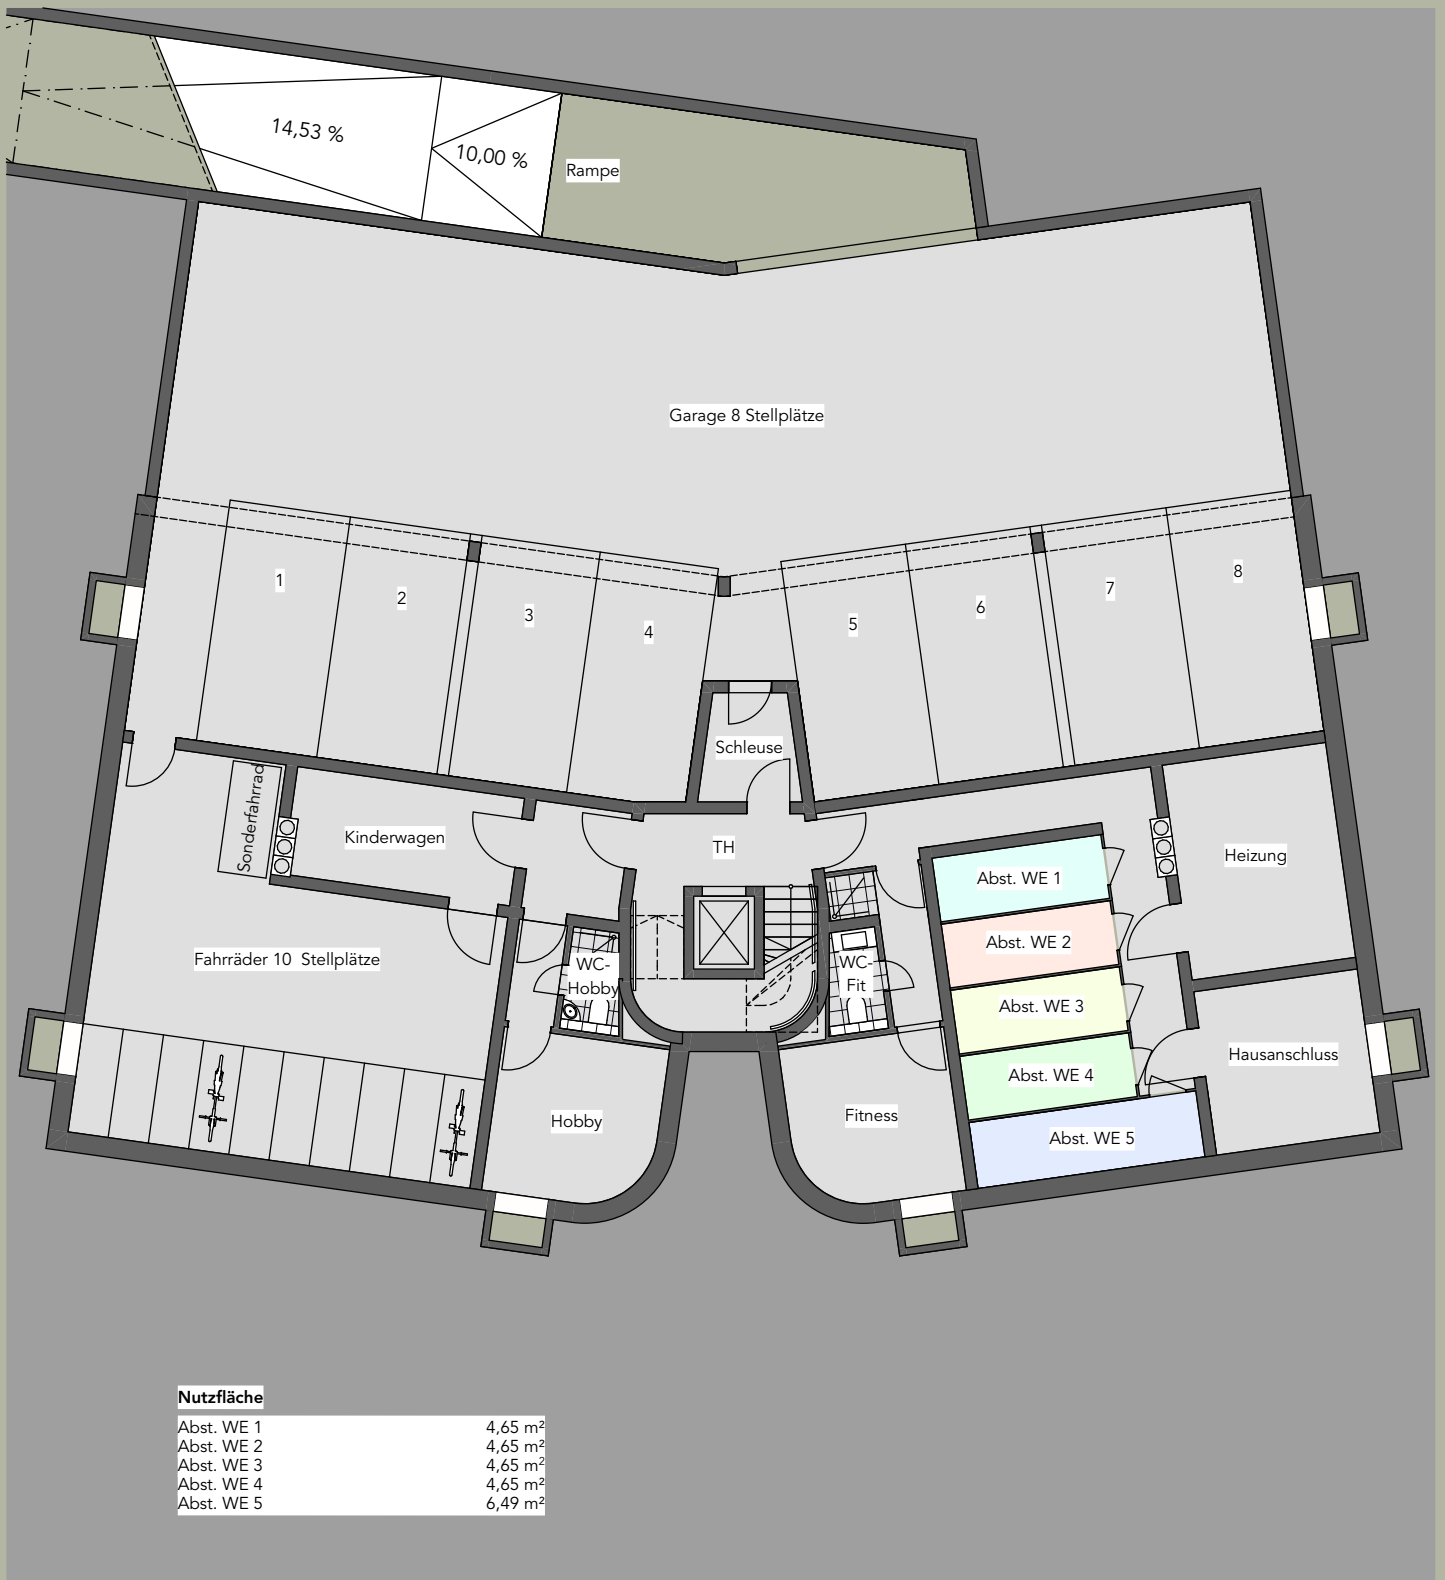 14,53 %
10,00 %
Rampe
Garage 8 Stellplätze
1
2
3
4
5
6
7
8
Schleuse
Sonderfahrrad
Kinderwagen
TH
Heizung
Abst. WE 1
Abst. WE 2
Abst. WE 3
Abst. WE 4
Abst. WE 5
Fahrräder 10 Stellplätze
WC-
Hobby
WC-
Fit
Hausanschluss
Hobby
Fitness
Nutzfläche
Abst. WE 1 4,65 m²
Abst. WE 2 4,65 m²
Abst. WE 3 4,65 m²
Abst. WE 4 4,65 m²
Abst. WE 5 6,49 m²